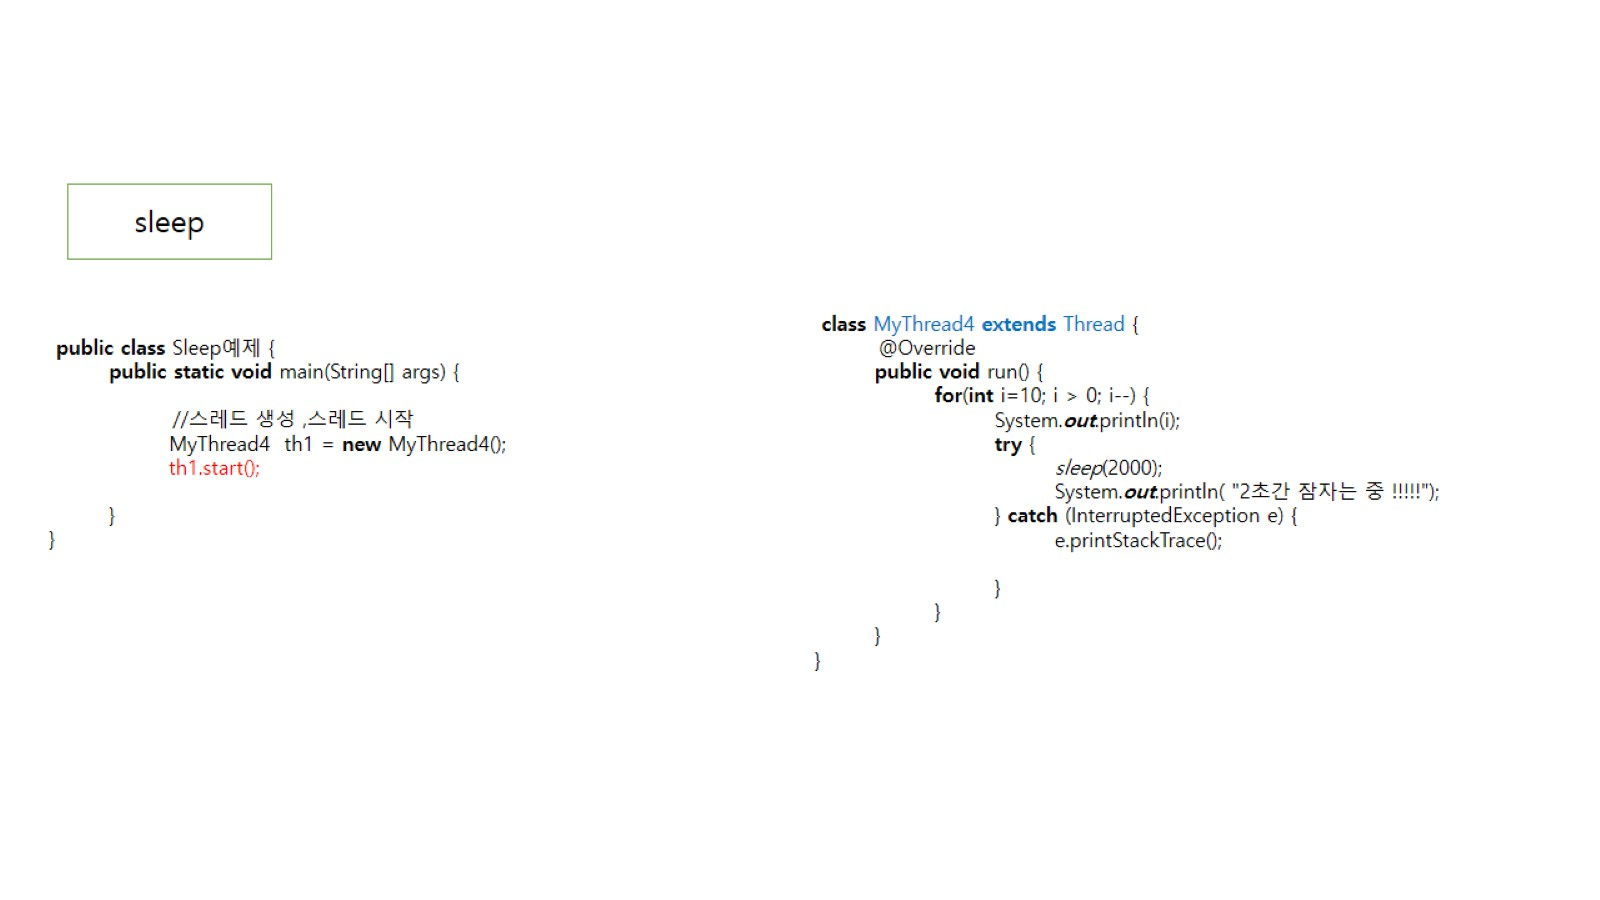 sleep
public class Sleep예제 {
public static void main(String[] args) {
//스레드 생성 ,스레드 시작
MyThread4 th1 = new MyThread4();
th1.start();
}
}
class MyThread4 extends Thread {
@Override
public void run() {
for(int i=10; i > 0; i--) {
System.out.println(i);
try {
sleep(2000);
System.out.println( "2초간 잠자는 중 !!!!!");
} catch (InterruptedException e) {
e.printStackTrace();
}
}
}
}